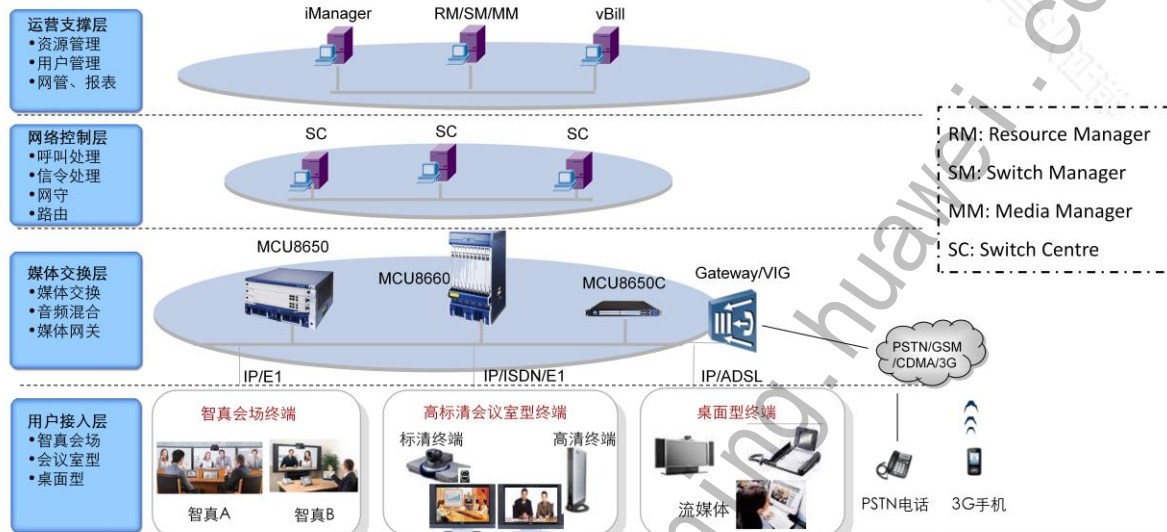 运营支撑层
•资源管理
•用户管理
•网管、报表
iManager
RM/SM/MM
vBill
网络控制层
•呼叫处理
•信令处理
•网守
•路由
SC
SC
SC
RM: Resource Manager
SM: Switch Manager
MM: Media Manager
SC: Switch Centre
媒体交换层
•媒体交换
•音频混合
•媒体网关
MCU8650
MCU8660
MCU8650C
Gateway/VIG
PSTN/GSM
/CDMA/3G
IP/E1
IP/ISDN/E1
IP/ADSL
用户接入层
•智真会场
•会议室型
•桌面型
智真会场终端
智真A
智真B
高标清会议室型终端
标清终端
高清终端
桌面型终端
流媒体
PSTN电话
3G手机
ning.huawei.co